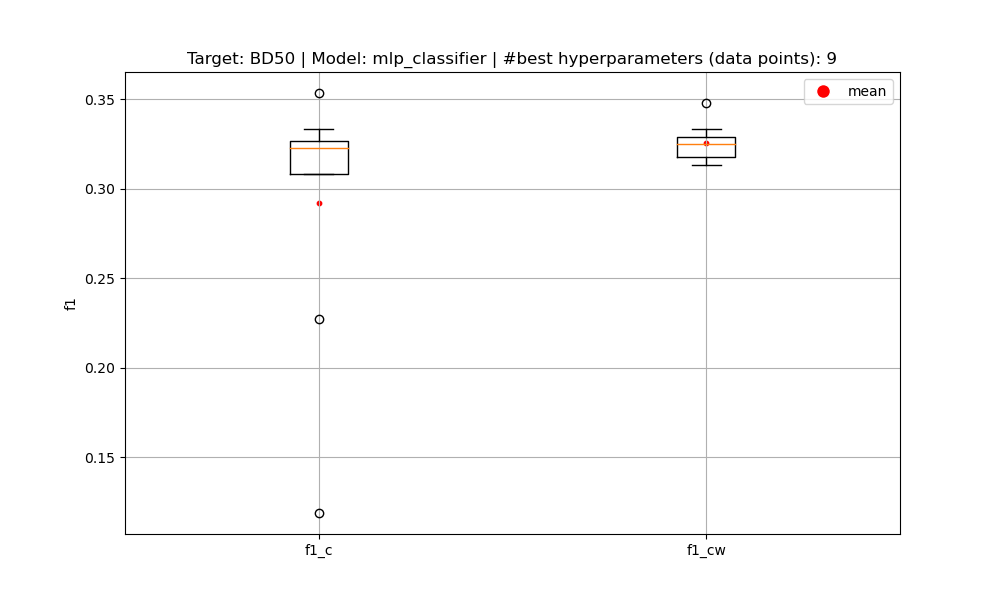 Target: BD50 | Model: mlp_classifier | #best hyperparameters (data points): 9
mean
0.35
0.30
0.25
0.20
0.15
f1
f1_c
f1_cw